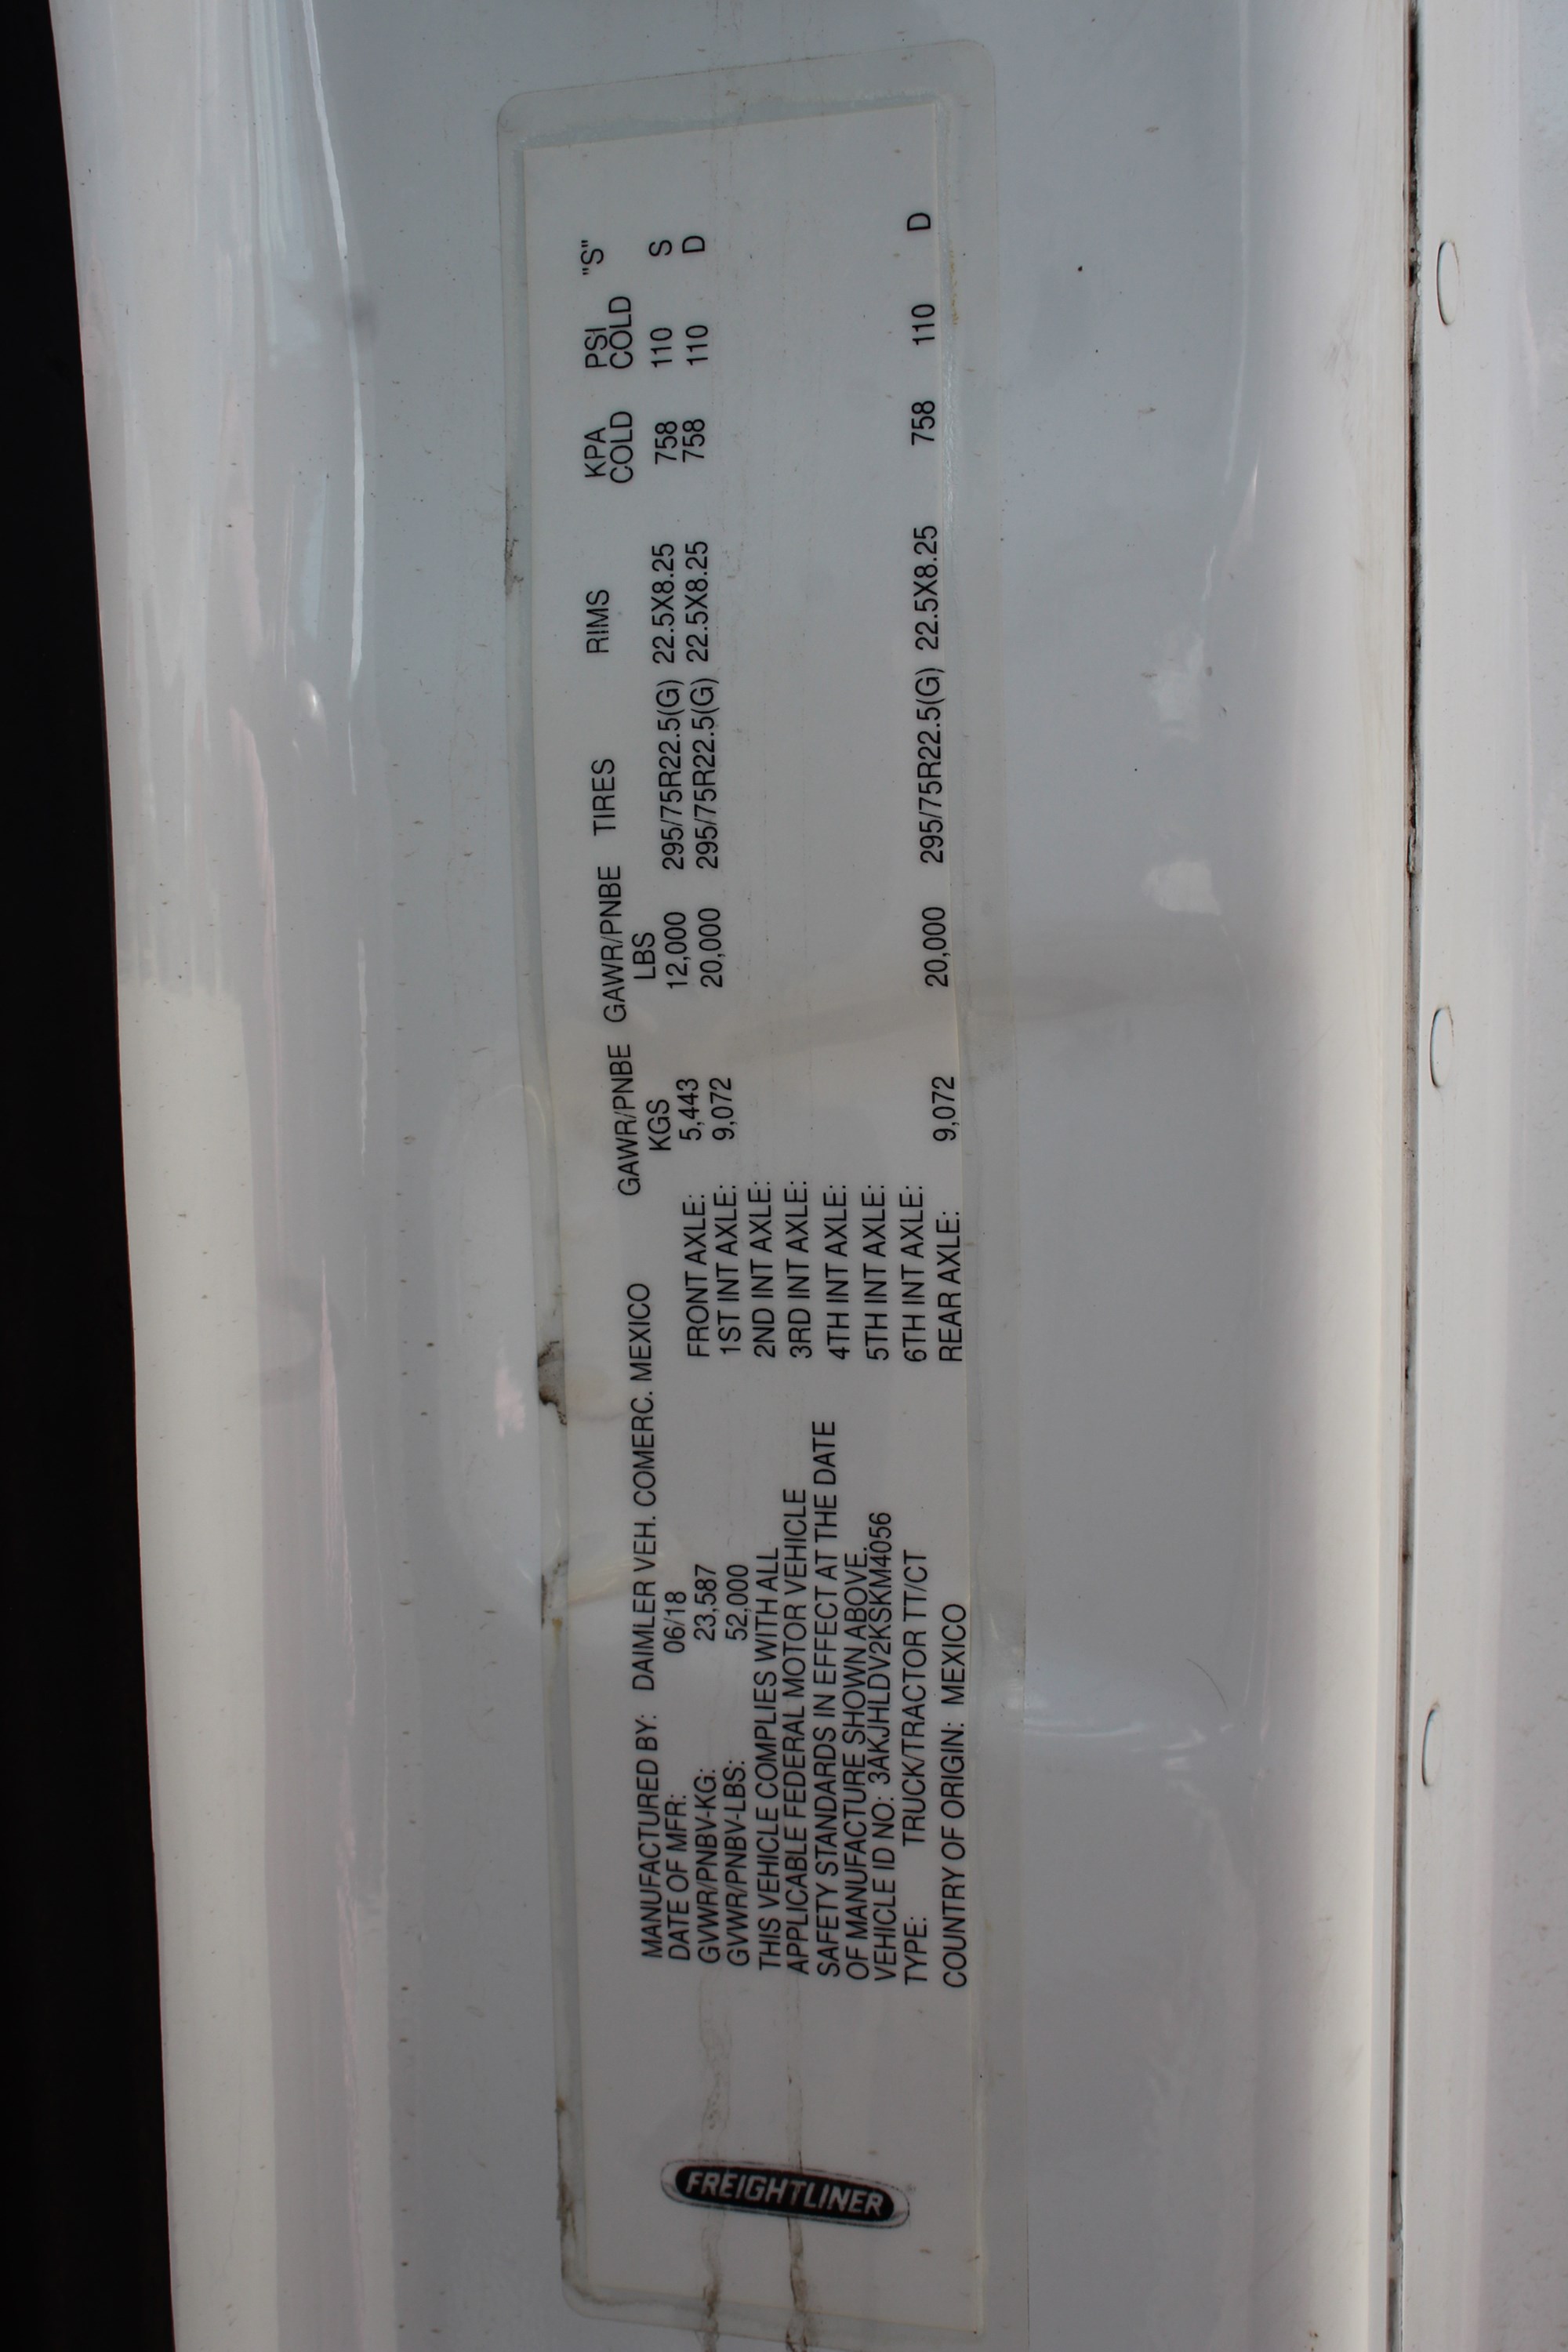 FREIGHTLINER
MANUFACTURED BY: DAIMLER VEH. COMERC. MEXICO
DATE OF MFR: 06/18
GVWR/PNBV-KG: 23,587
GVWR/PNBV-LBS: 52,000
THIS VEHICLE COMPLIES WITH ALL
APPLICABLE FEDERAL MOTOR VEHICLE
SAFETY STANDARDS IN EFFECT AT THE DATE
OF MANUFACTURE SHOWN ABOVE.
VEHICLE ID NO: 3AKJHLDV2KSKM4056
TYPE: TRUCK/TRACTOR TT/CT
COUNTRY OF ORIGIN: MEXICO
GAWR/PNBE GAWR/PNBE TIRES RIMS KPA PSI "S"
KGS LBS COLD COLD
FRONT AXLE: 5,443 12,000 295/75R22.5(G) 22.5X8.25 758 110 S
1ST INT AXLE: 9,072 20,000 295/75R22.5(G) 22.5X8.25 758 110 D
2ND INT AXLE:
3RD INT AXLE:
4TH INT AXLE:
5TH INT AXLE:
6TH INT AXLE:
REAR AXLE: 9,072 20,000 295/75R22.5(G) 22.5X8.25 758 110 D